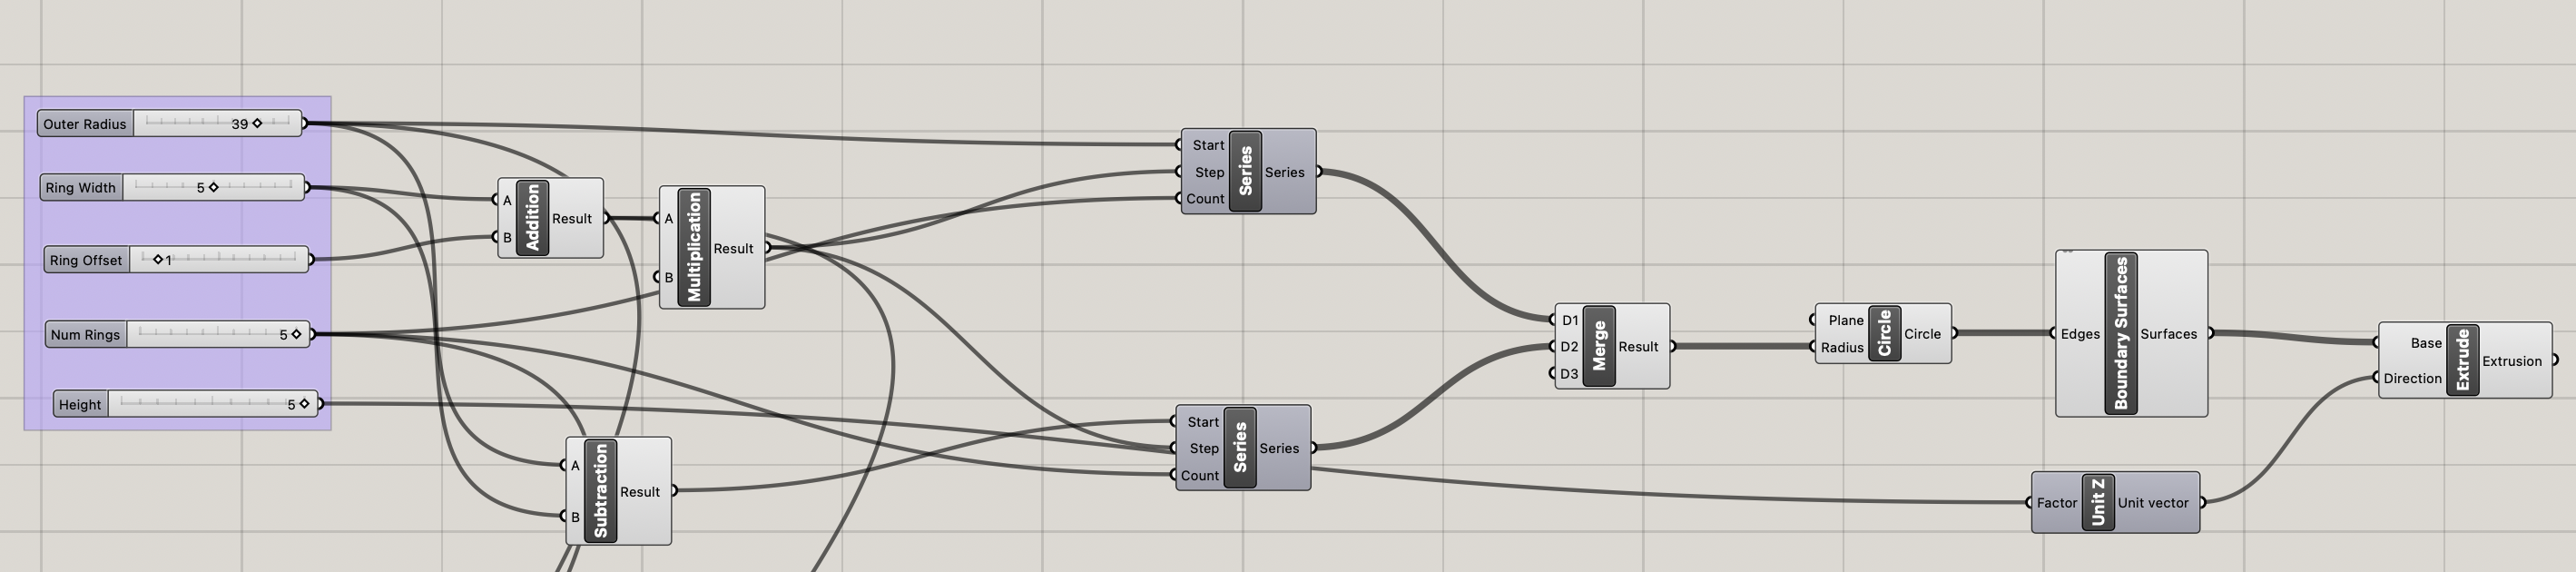 Outer Radius 39
Ring Width 5
Ring Offset 1
Num Rings 5
Height 5
A
B
Addition
Result
A
B
Multiplication
Result
A
B
Subtraction
Result
Start
Step
Count
Series
Series
Start
Step
Count
Series
Series
D1
D2
D3
Merge
Result
Plane
Radius
Circle
Circle
Edges
Boundary Surfaces
Surfaces
Factor
Unit Z
Unit vector
Base
Direction
Extrude
Extrusion